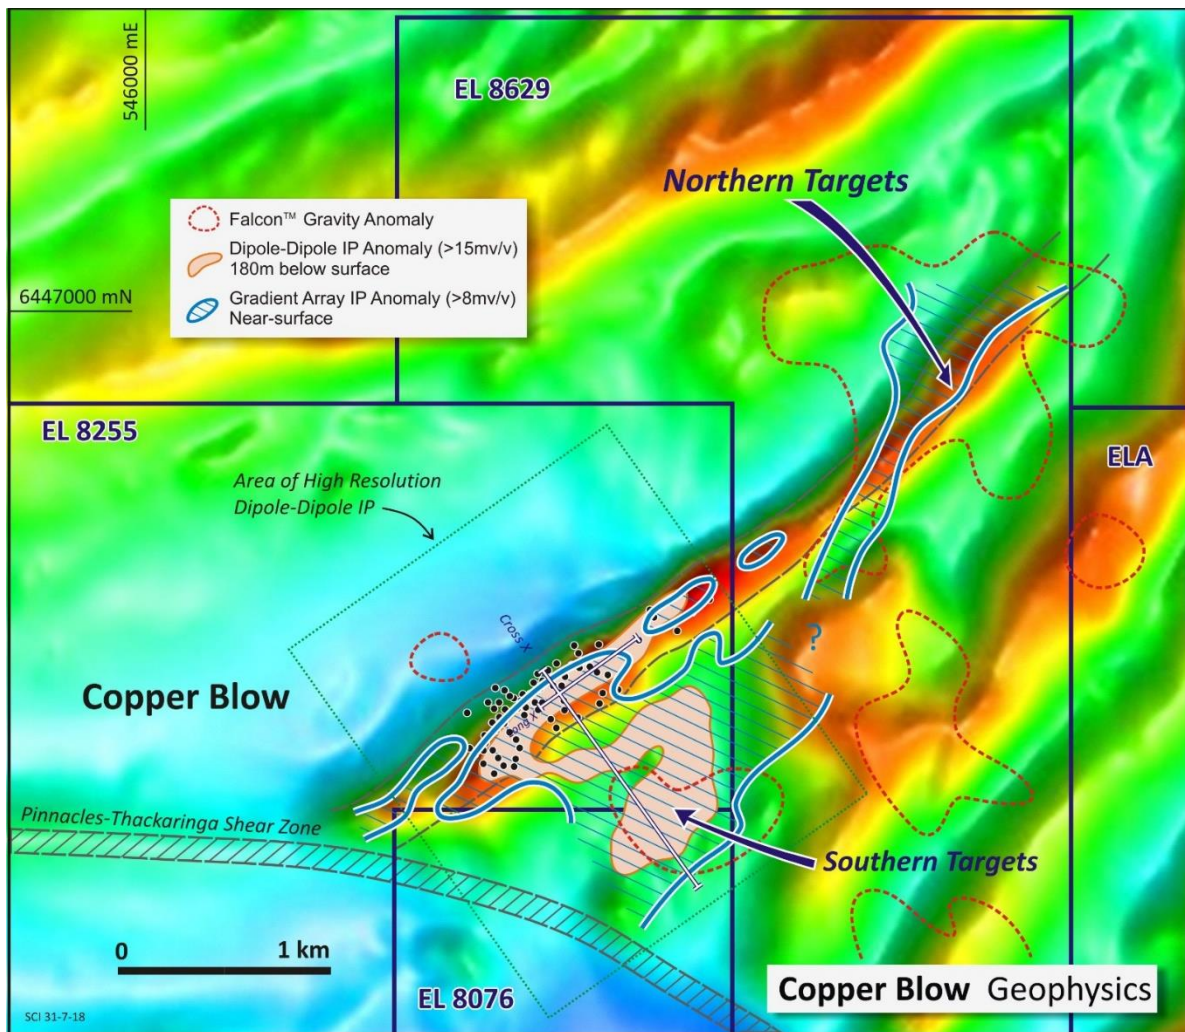 546000 mE
EL 8629
Northern Targets
Falcon™ Gravity Anomaly
Dipole-Dipole IP Anomaly (>15mv/v)
180m below surface
Gradient Array IP Anomaly (>8mv/v)
Near-surface
6447000 mN
EL 8255
ELA
Area of High Resolution
Dipole-Dipole IP
Cross X
?
Copper Blow
Pinnacles-Thackaringa Shear Zone
Southern Targets
0 1 km
EL 8076
Copper Blow Geophysics
SCI 31-7-18